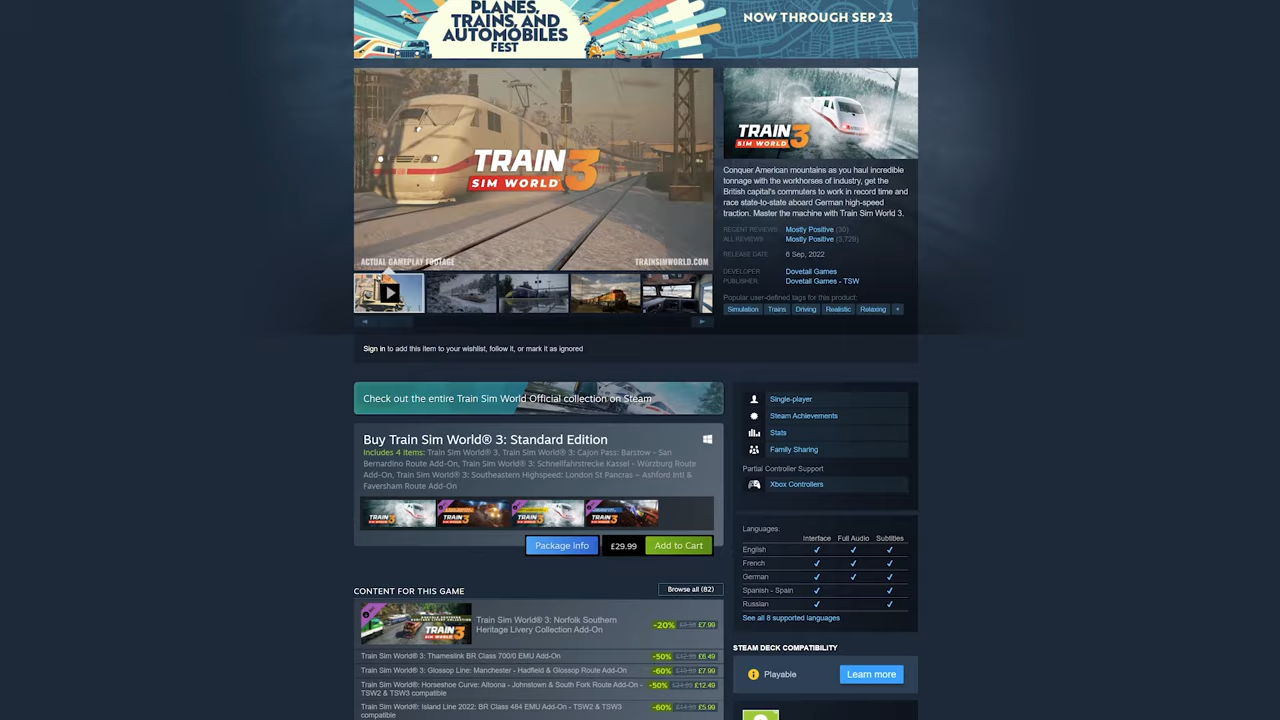 PLANES,
TRAINS, AND
AUTOMOBILES
FEST
NOW THROUGH SEP 23
TRAIN 3
SIM WORLD
ACTUAL GAMEPLAY FOOTAGE
TRAINSIMWORLD.COM
TRAIN 3
SIM WORLD
Conquer American mountains as you haul incredible
tonnage with the workhorses of industry, get the
British capital's commuters to work in record time and
race state-to-state aboard German high-speed
traction. Master the machine with Train Sim World 3.
RECENT REVIEWS: Mostly Positive (39)
ALL REVIEWS: Mostly Positive (3,729)
RELEASE DATE: 6 Sep, 2022
DEVELOPER: Dovetail Games
PUBLISHER: Dovetail Games - TSW
Popular user-defined tags for this product:
Simulation Trains Driving Realistic Relaxing +
Sign in to add this item to your wishlist, follow it, or mark it as ignored
Check out the entire Train Sim World Official collection on Steam
Buy Train Sim World® 3: Standard Edition
Includes 4 items: Train Sim World® 3, Train Sim World® 3: Cajon Pass: Barstow - San
Bernardino Route Add-On, Train Sim World® 3: Schnellfahrstrecke Kassel - Würzburg Route
Add-On, Train Sim World® 3: Southeastern Highspeed: London St Pancras – Ashford Intl &
Faversham Route Add-On
TRAIN 3
TRAIN 3
TRAIN 3
TRAIN 3
Package Info £29.99 Add to Cart
Single-player
Steam Achievements
Stats
Family Sharing
Partial Controller Support
Xbox Controllers
Languages:
Interface Full Audio Subtitles
English ✔ ✔ ✔
French ✔ ✔ ✔
German ✔ ✔ ✔
Spanish - Spain ✔ ✔
Russian ✔ ✔
See all 8 supported languages
STEAM DECK COMPATIBILITY
Playable Learn more
CONTENT FOR THIS GAME Browse all (82)
TRAIN 3
Train Sim World® 3: Norfolk Southern
Heritage Livery Collection Add-On
-20% £7.99
Train Sim World® 3: Thameslink BR Class 700/0 EMU Add-On -50% £6.49
Train Sim World® 3: Glossop Line: Manchester - Hadfield & Glossop Route Add-On -60% £7.99
Train Sim World®: Horseshoe Curve: Altoona - Johnstown & South Fork Route Add-On -
TSW2 & TSW3 compatible
-50% £12.49
Train Sim World®: Island Line 2022: BR Class 484 EMU Add-On - TSW2 & TSW3
compatible
-60% £5.99